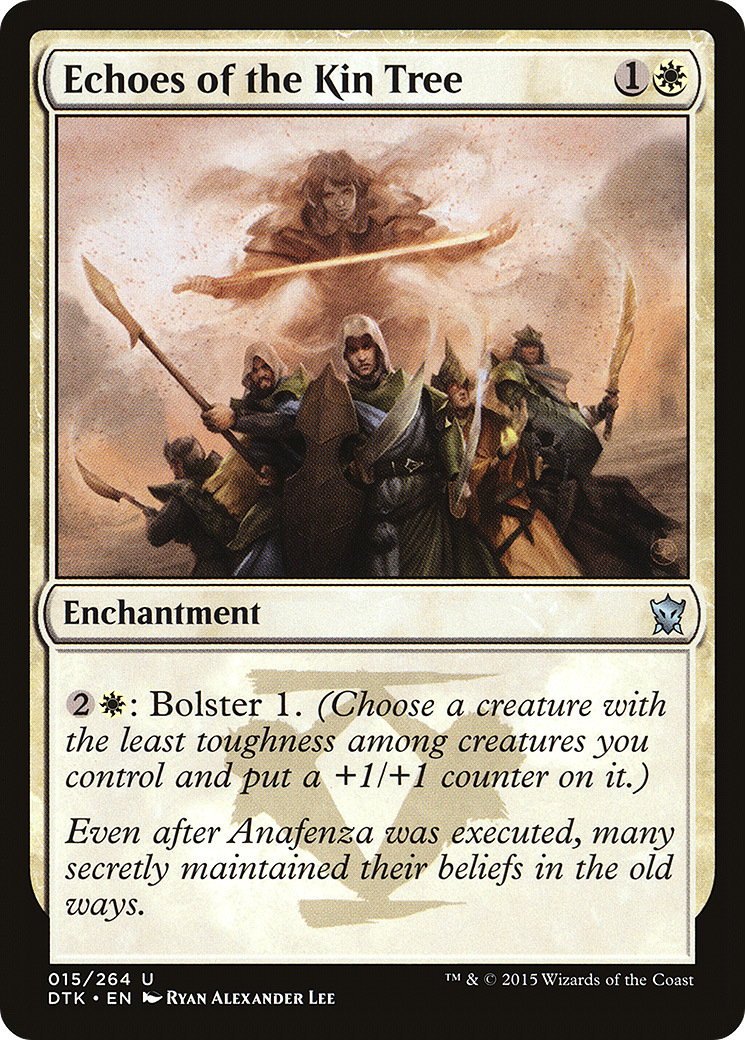 Echoes of the Kin Tree 1
Enchantment
2: Bolster 1. (Choose a creature with
the least toughness among creatures you
control and put a +1/+1 counter on it.)
Even after Anafenza was executed, many
secretly maintained their beliefs in the old
ways.
015/264 U
DTK • EN Ryan Alexander Lee
™ & © 2015 Wizards of the Coast